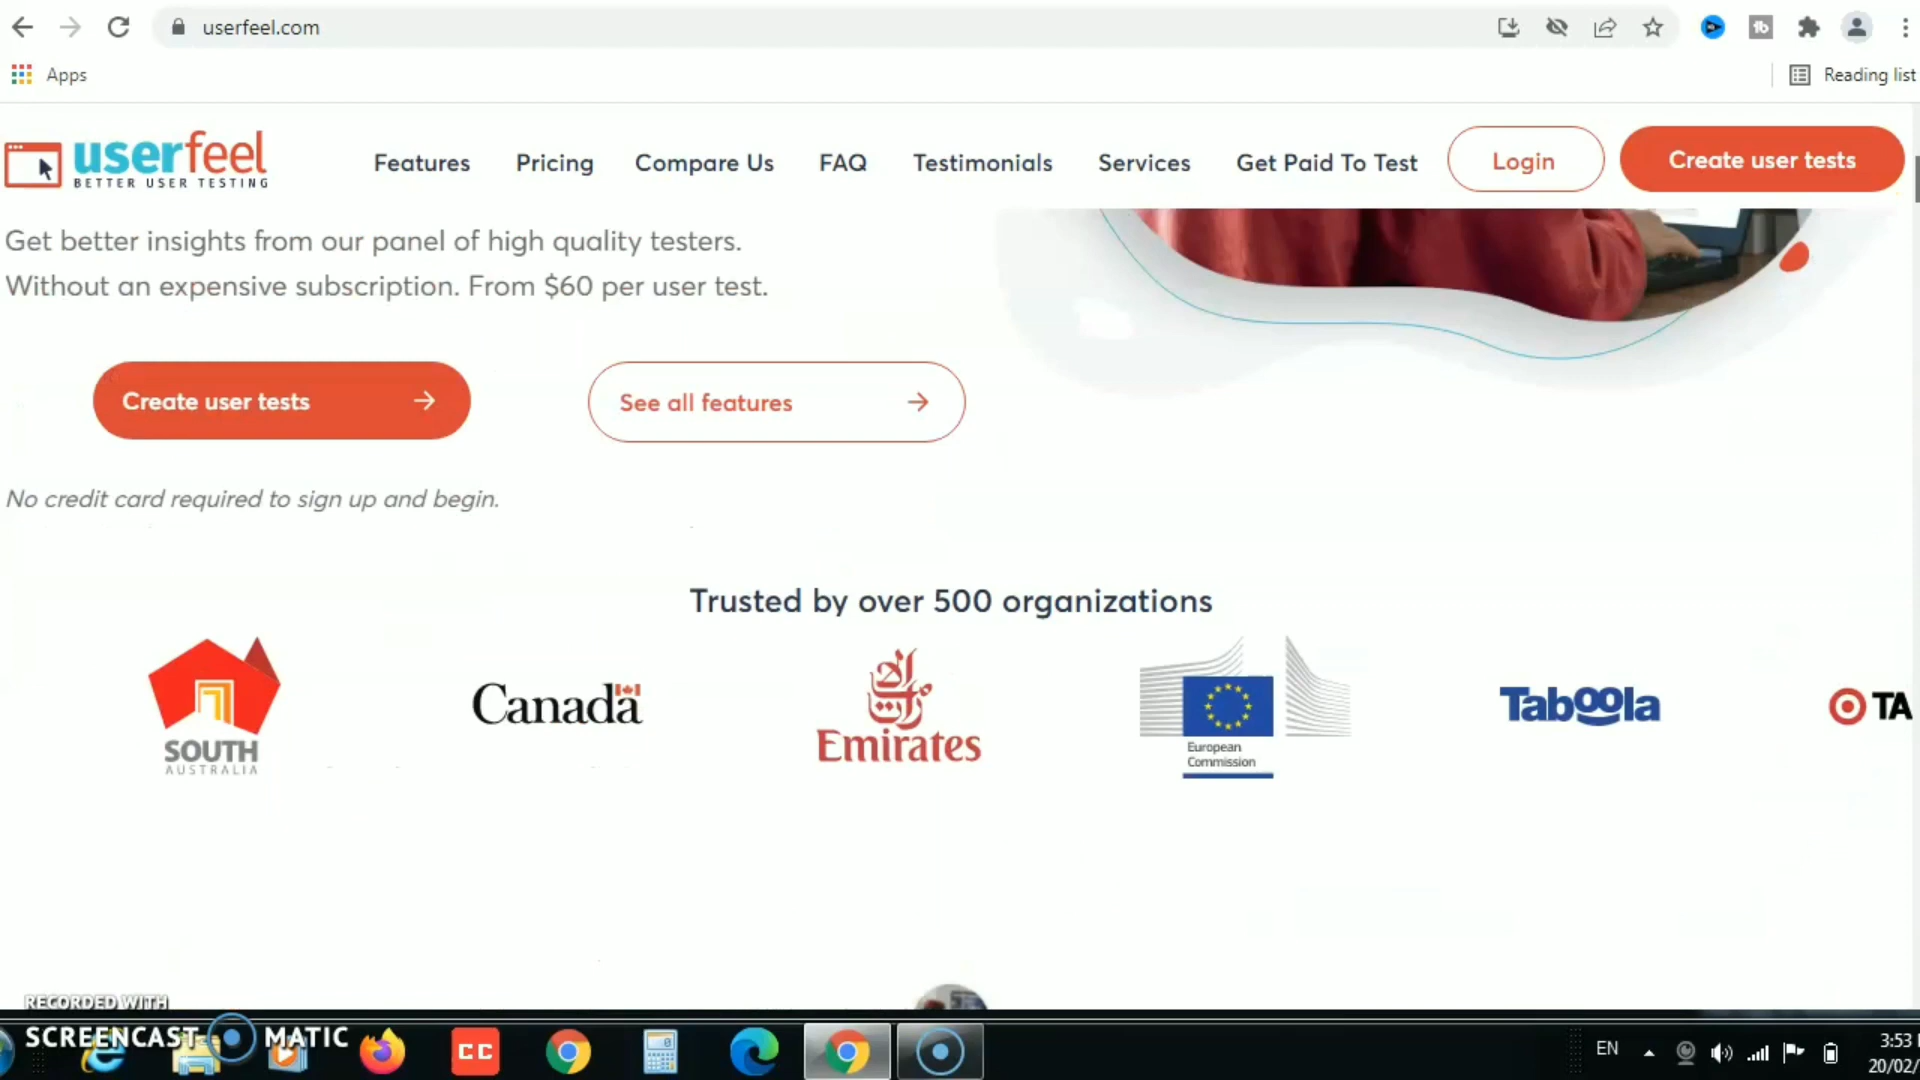 userfeel.com
Apps
Reading list
userfeel
BETTER USER TESTING
Features
Pricing
Compare Us
FAQ
Testimonials
Services
Get Paid To Test
Login
Create user tests
Get better insights from our panel of high quality testers.
Without an expensive subscription. From $60 per user test.
Create user tests
See all features
No credit card required to sign up and begin.
Trusted by over 500 organizations
SOUTH
AUSTRALIA
Canada
Emirates
European
Commission
Taboola
TA
RECORDED WITH
SCREENCAST MATIC
CC
EN
3:53
20/02/